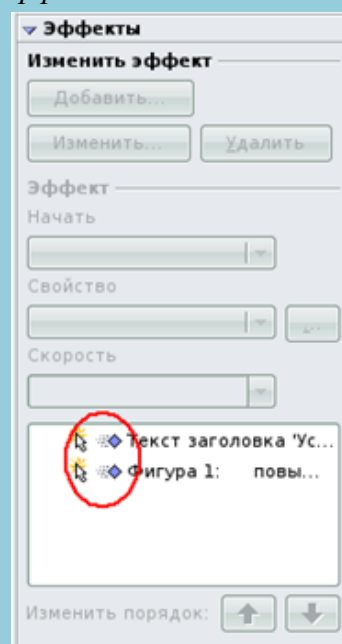 Эффекты
Изменить эффект
Добавить...
Изменить... Удалить
Эффект
Начать
Свойство
...
Скорость
Текст заголовка 'Ус...
Фигура 1: повы...
Изменить порядок: